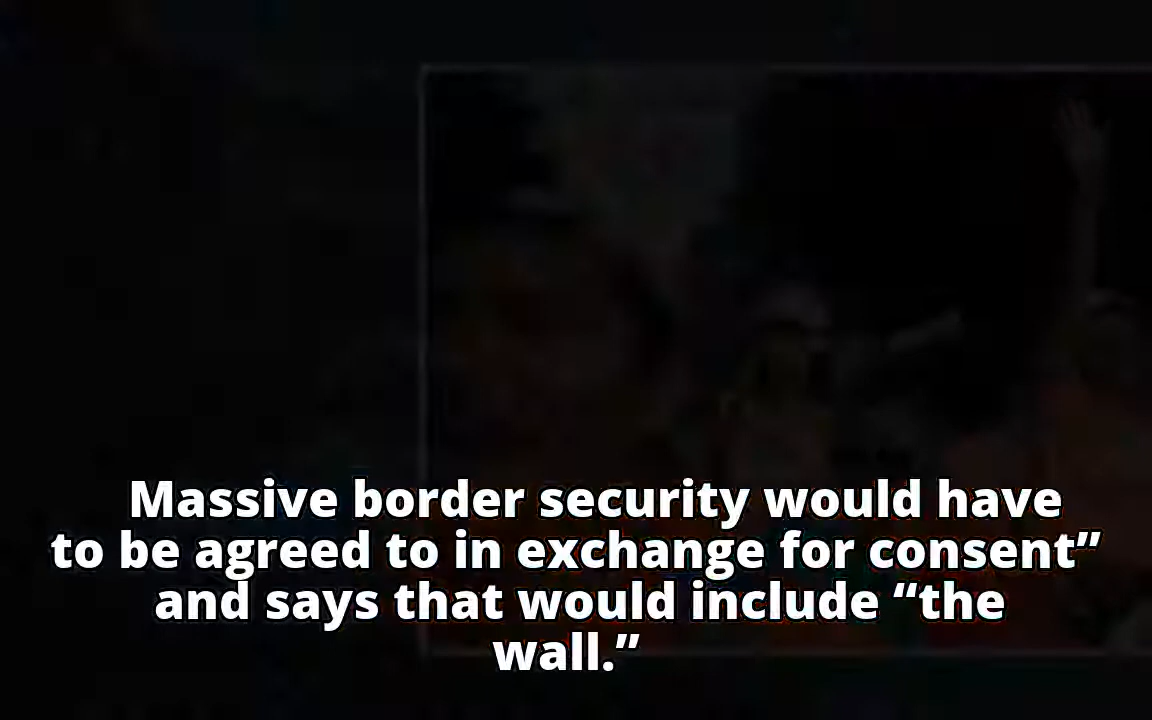 Massive border security would have
to be agreed to in exchange for consent”
and says that would include “the
wall.”